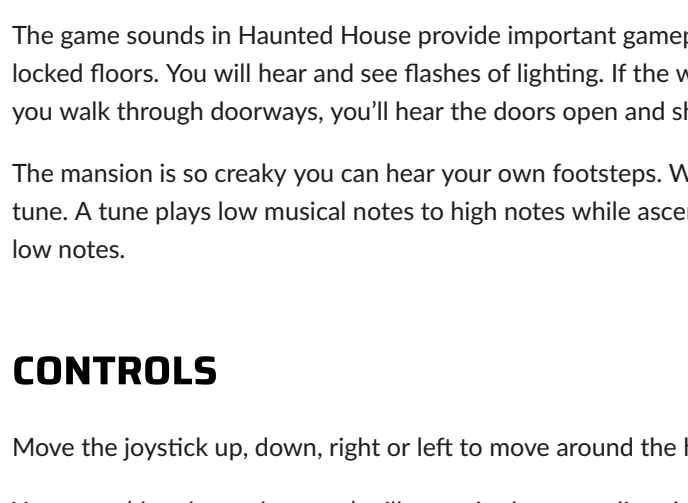 The game sounds in Haunted House provide important
locked floors. You will hear and see flashes of lighting. If the
you walk through doorways, you’ll hear the doors open and
The mansion is so creaky you can hear your own footsteps.
tune. A tune plays low musical notes to high notes while
low notes.
CONTROLS
Move the joystick up, down, right or left to move around the